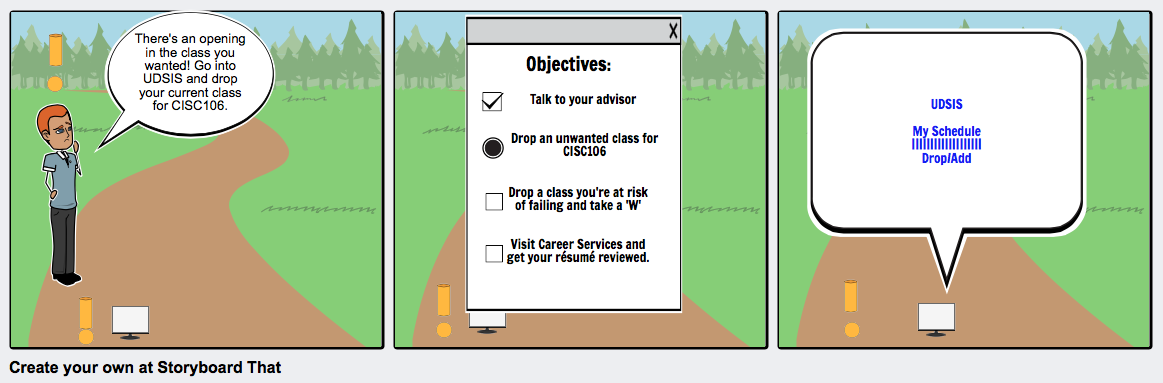 There's an opening
in the class you
wanted! Go into
UDSIS and drop
your current class
for CISC106.
X
Objectives:
Talk to your advisor
Drop an unwanted class for
CISC106
Drop a class you're at risk
of failing and take a 'W'
Visit Career Services and
get your résumé reviewed.
UDSIS
My Schedule
||||||||||||||||||||
Drop/Add
Create your own at Storyboard That